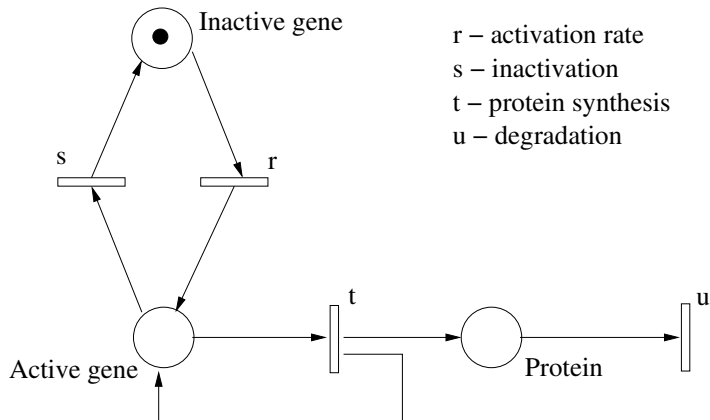 Inactive gene
r – activation rate
s – inactivation
t – protein synthesis
u – degradation
s
r
t
u
Active gene
Protein